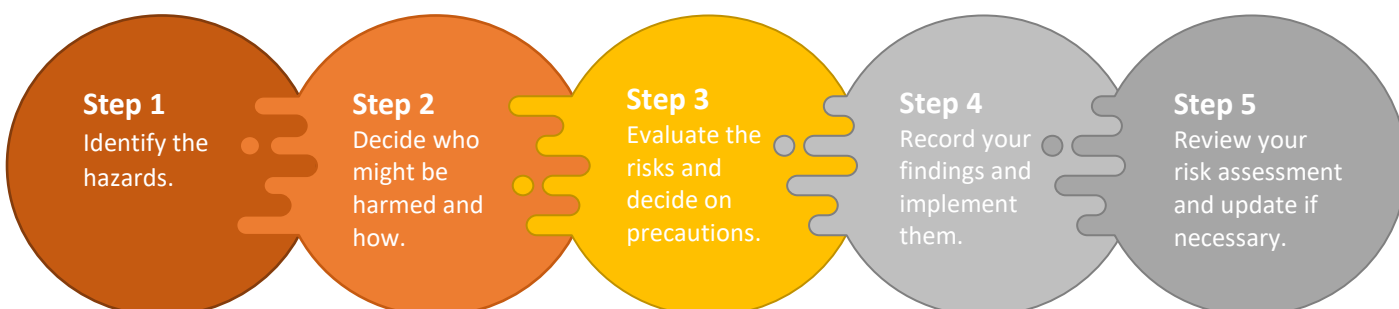 Step 1
Identify the
hazards.
Step 2
Decide who
might be
harmed and
how.
Step 3
Evaluate the
risks and
decide on
precautions.
Step 4
Record your
findings and
implement
them.
Step 5
Review your
risk assessment
and update if
necessary.